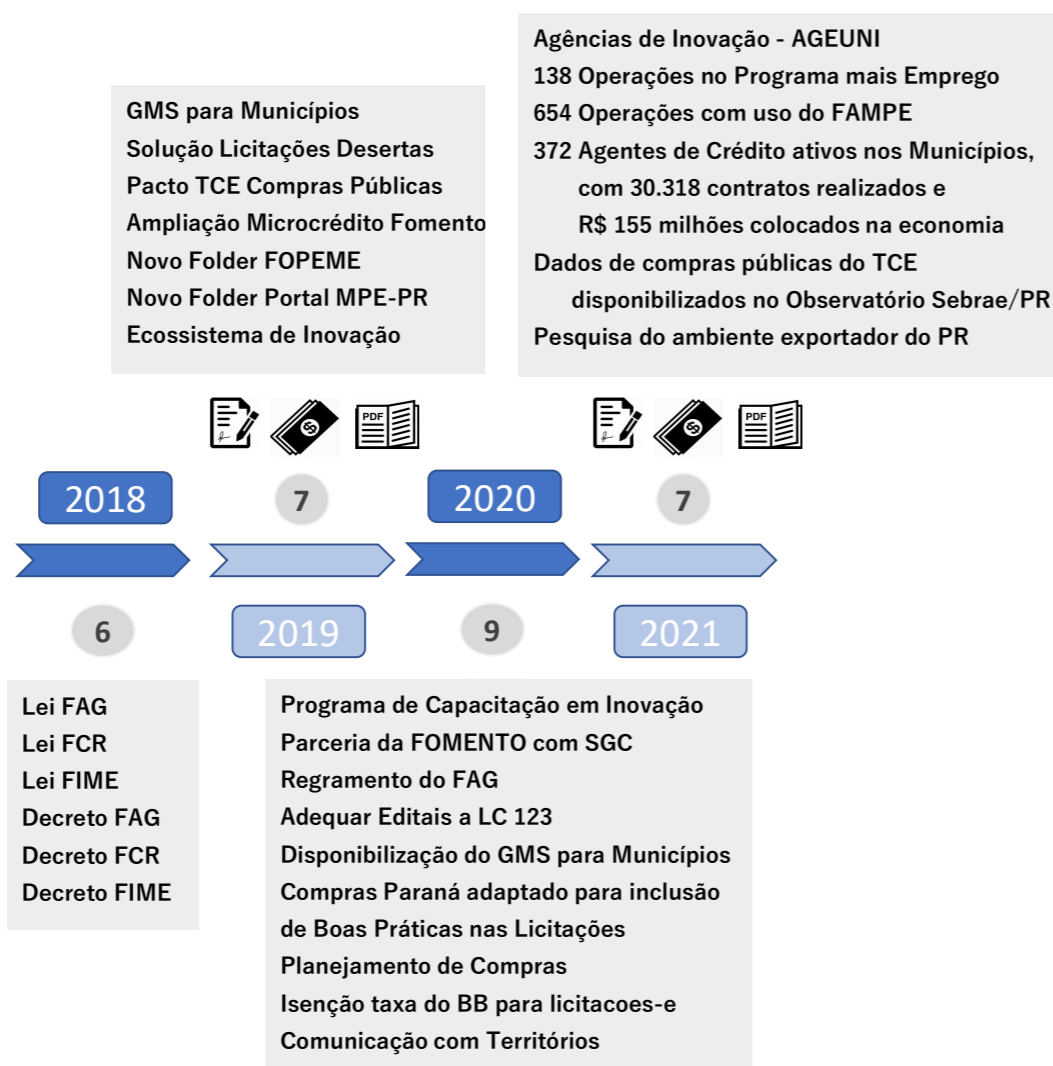 GMS para Municípios
Solução Licitações Desertas
Pacto TCE Compras Públicas
Ampliação Microcrédito Fomento
Novo Folder FOPEME
Novo Folder Portal MPE-PR
Ecossistema de Inovação
Agências de Inovação - AGEUNI
138 Operações no Programa mais Emprego
654 Operações com uso do FAMPE
372 Agentes de Crédito ativos nos Municípios,
com 30.318 contratos realizados e
R$ 155 milhões colocados na economia
Dados de compras públicas do TCE
disponibilizados no Observatório Sebrae/PR
Pesquisa do ambiente exportador do PR
PDF
PDF
2018
7
2020
7
6
2019
9
2021
Lei FAG
Lei FCR
Lei FIME
Decreto FAG
Decreto FCR
Decreto FIME
Programa de Capacitação em Inovação
Parceria da FOMENTO com SGC
Regramento do FAG
Adequar Editais a LC 123
Disponibilização do GMS para Municípios
Compras Paraná adaptado para inclusão
de Boas Práticas nas Licitações
Planejamento de Compras
Isenção taxa do BB para licitacoes-e
Comunicação com Territórios